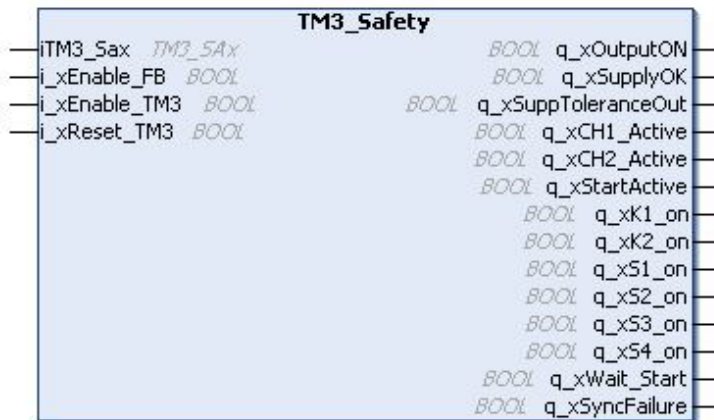 TM3_Safety
iTM3_Sax TM3_SAx BOOL q_xOutputON
i_xEnable_FB BOOL BOOL q_xSupplyOK
i_xEnable_TM3 BOOL BOOL q_xSuppToleranceOut
i_xReset_TM3 BOOL BOOL q_xCH1_Active
BOOL q_xCH2_Active
BOOL q_xStartActive
BOOL q_xK1_on
BOOL q_xK2_on
BOOL q_xS1_on
BOOL q_xS2_on
BOOL q_xS3_on
BOOL q_xS4_on
BOOL q_xWait_Start
BOOL q_xSyncFailure